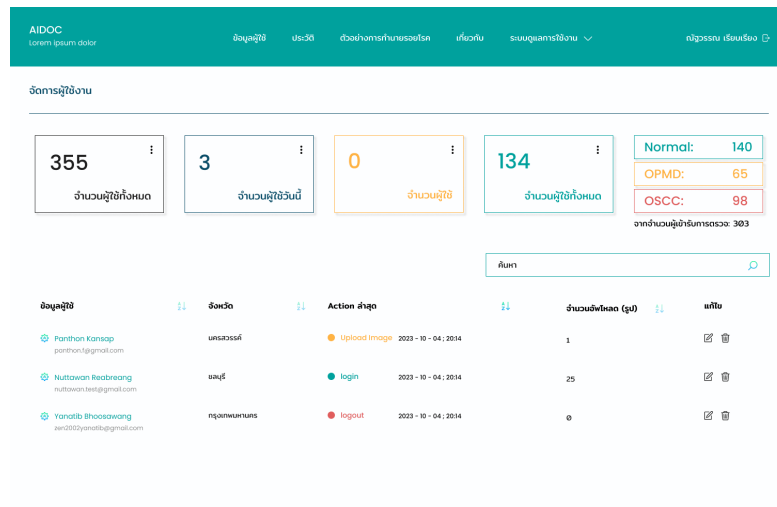 AIDOC
Lorem ipsum dolor
ข้อมูลผู้ใช้ ประวัติ ตัวอย่างการทำนายรอยโรค เกี่ยวกับ ระบบดูแลการใช้งาน ณัฐวรรณ เรียบเรียง
จัดการผู้ใช้งาน
355
จำนวนผู้ใช้ทั้งหมด
3
จำนวนผู้ใช้วันนี้
0
จำนวนผู้ใช้
134
จำนวนผู้ใช้ทั้งหมด
Normal: 140
OPMD: 65
OSCC: 98
จากจำนวนผู้เข้ารับการตรวจ: 303
ค้นหา
ข้อมูลผู้ใช้ จังหวัด Action ล่าสุด จำนวนอัพโหลด (รูป) แก้ไข
Panthon Kansap นครสวรรค์ Upload Image 2023 - 10 - 04 ; 20:14 1
panthon.f@gmail.com
Nuttawan Reabreang ชลบุรี login 2023 - 10 - 04 ; 20:14 25
nuttawan.test@gmail.com
Yanatib Bhoosawang กรุงเทพมหานคร logout 2023 - 10 - 04 ; 20:14 0
zen2002yanatib@gmail.com